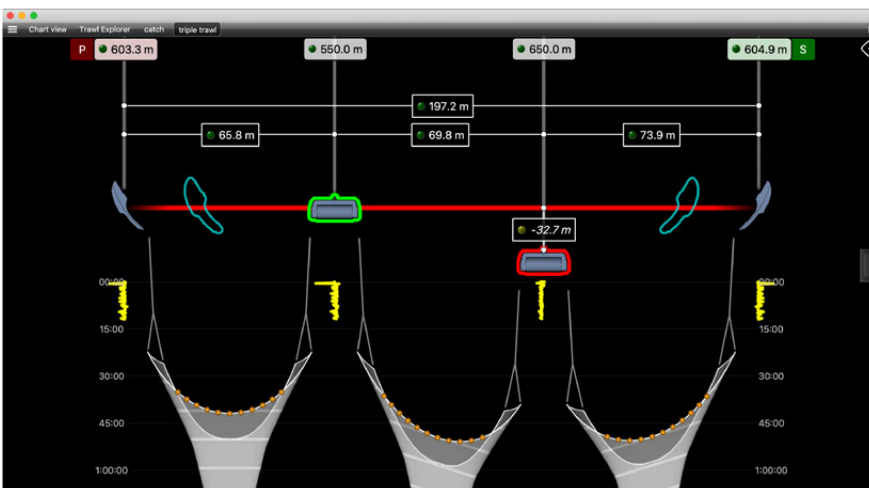 Chart view Trawl Explorer catch triple trawl
P 603.3 m 550.0 m 650.0 m 604.9 m S
197.2 m
65.8 m 69.8 m 73.9 m
-32.7 m
00:00 00:00
15:00 15:00
30:00 30:00
45:00 45:00
1:00:00 1:00:00